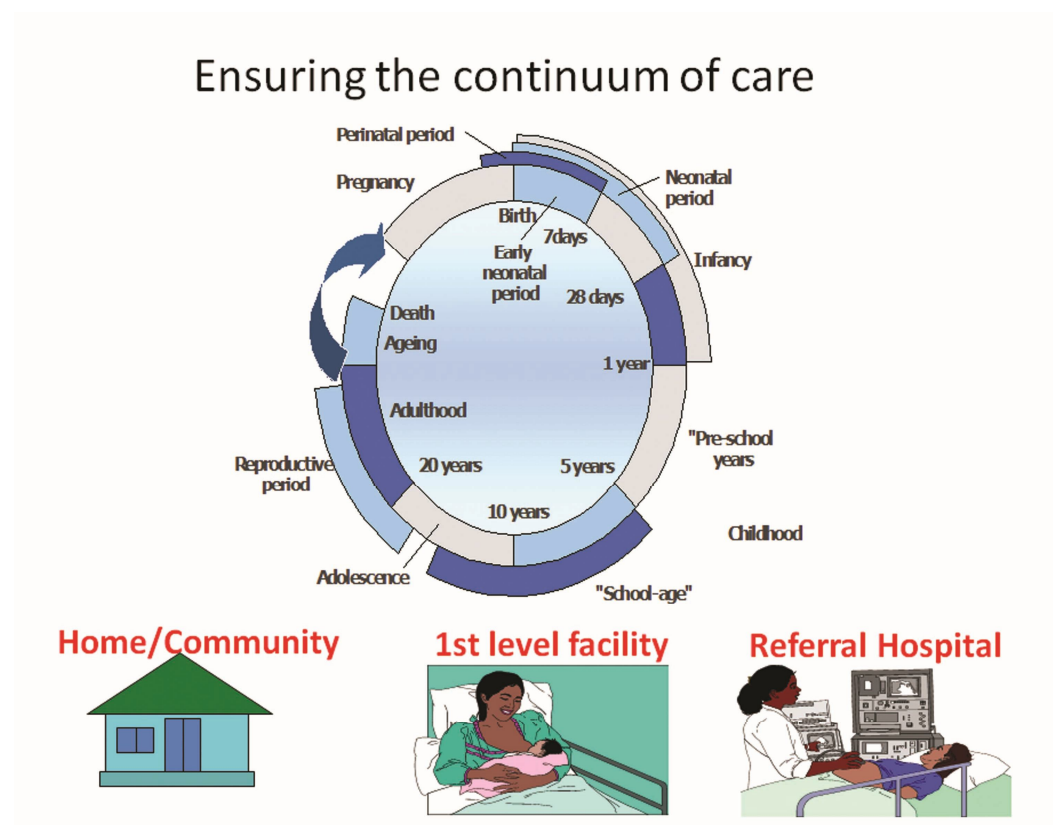 Ensuring the continuum of care
Perinatal period
Pregnancy
Neonatal
period
Birth
7days
Early
neonatal
period
Infancy
28 days
Death
Ageing
1 year
Adulthood
"Pre-school
years
Reproductive
period
20 years
5 years
10 years
Childhood
Adolescence
"School-age"
Home/Community
1st level facility
Referral Hospital